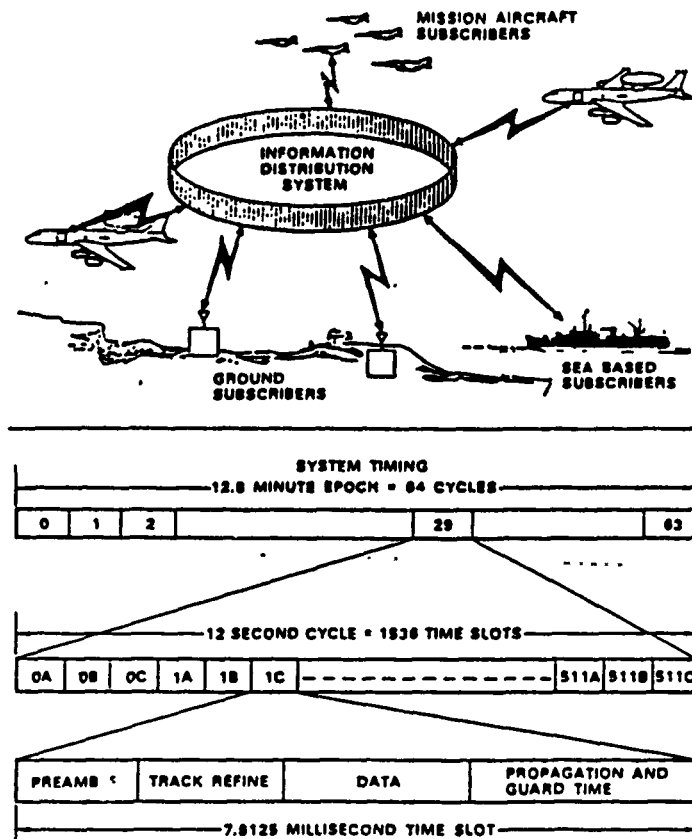 MISSION AIRCRAFT
SUBSCRIBERS
INFORMATION
DISTRIBUTION
SYSTEM
GROUND
SUBSCRIBERS
SEA BASED
SUBSCRIBERS
SYSTEM TIMING
12.8 MINUTE EPOCH = 64 CYCLES
0 1 2 29 63
12 SECOND CYCLE = 1536 TIME SLOTS
0A 0B 0C 1A 1B 1C 511A 511B 511C
PREAMB TRACK REFINE DATA PROPAGATION AND
GUARD TIME
7.8125 MILLISECOND TIME SLOT